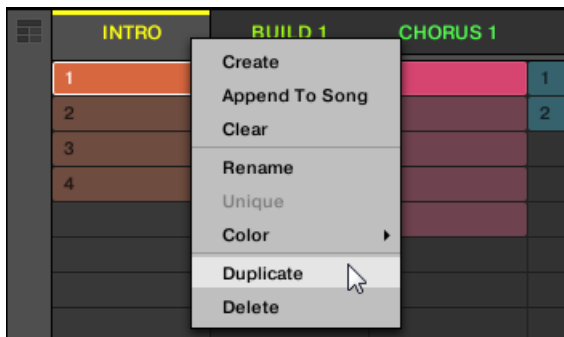 INTRO BUILD 1 CHORUS 1
1 1
2 2
3
4
Create
Append To Song
Clear
Rename
Unique
Color
Duplicate
Delete